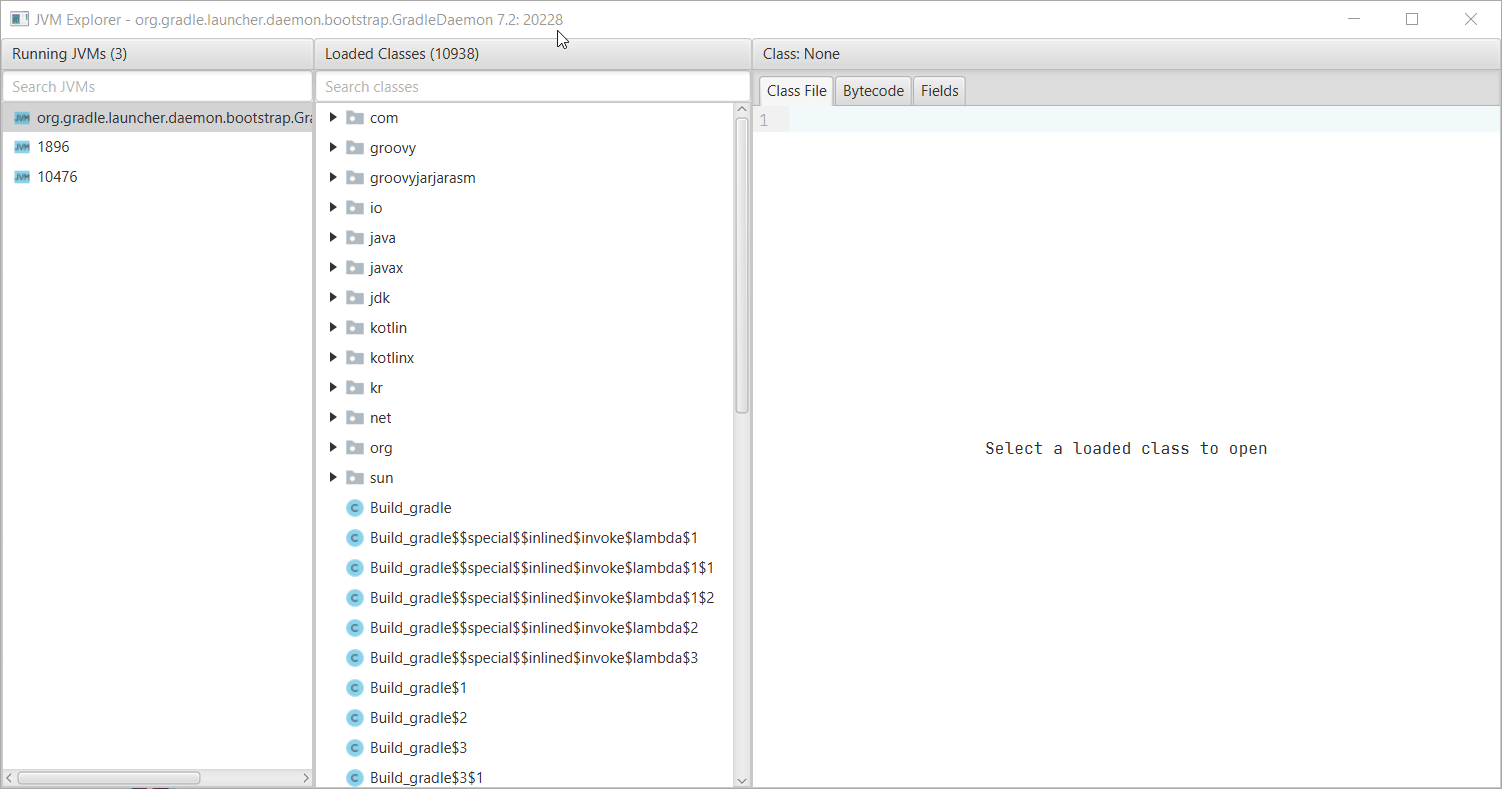 JVM Explorer - org.gradle.launcher.daemon.bootstrap.GradleDaemon 7.2: 20228
Running JVMs (3)
Search JVMs
JVM org.gradle.launcher.daemon.bootstrap.Gra
JVM 1896
JVM 10476
Loaded Classes (10938)
Search classes
com
groovy
groovyjarjarasm
io
java
javax
jdk
kotlin
kotlinx
kr
net
org
sun
C Build_gradle
C Build_gradle$$special$$inlined$invoke$lambda$1
C Build_gradle$$special$$inlined$invoke$lambda$1$1
C Build_gradle$$special$$inlined$invoke$lambda$1$2
C Build_gradle$$special$$inlined$invoke$lambda$2
C Build_gradle$$special$$inlined$invoke$lambda$3
C Build_gradle$1
C Build_gradle$2
C Build_gradle$3
C Build_gradle$3$1
Class: None
Class File Bytecode Fields
1
Select a loaded class to open